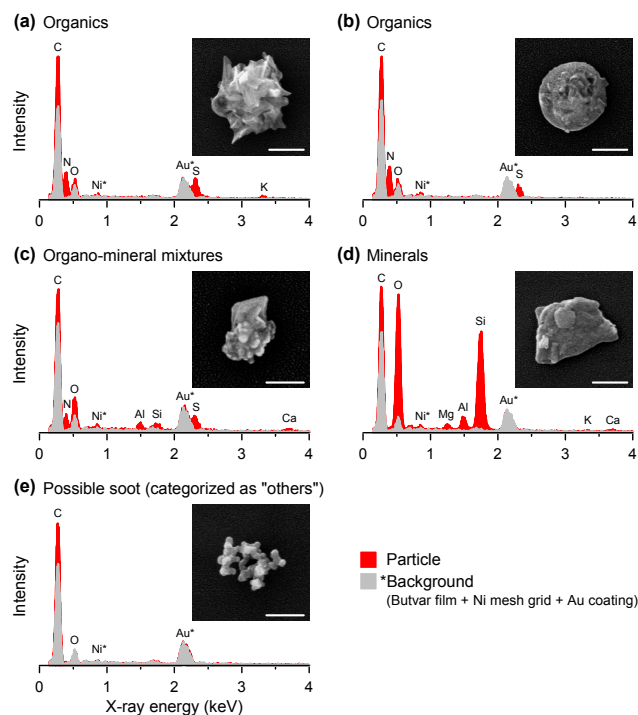 (a) Organics
C
N
O
Ni*
Au*
S
K
Intensity
0 1 2 3 4
(b) Organics
C
N
O
Ni*
Au*
S
0 1 2 3 4
(c) Organo-mineral mixtures
C
N
O
Ni*
Al
Si
Au*
S
Ca
Intensity
0 1 2 3 4
(d) Minerals
C
O
Ni*
Mg
Al
Si
Au*
K
Ca
0 1 2 3 4
(e) Possible soot (categorized as "others")
C
O
Ni*
Au*
Intensity
0 1 2 3 4
X-ray energy (keV)
Particle
*Background
(Butvar film + Ni mesh grid + Au coating)